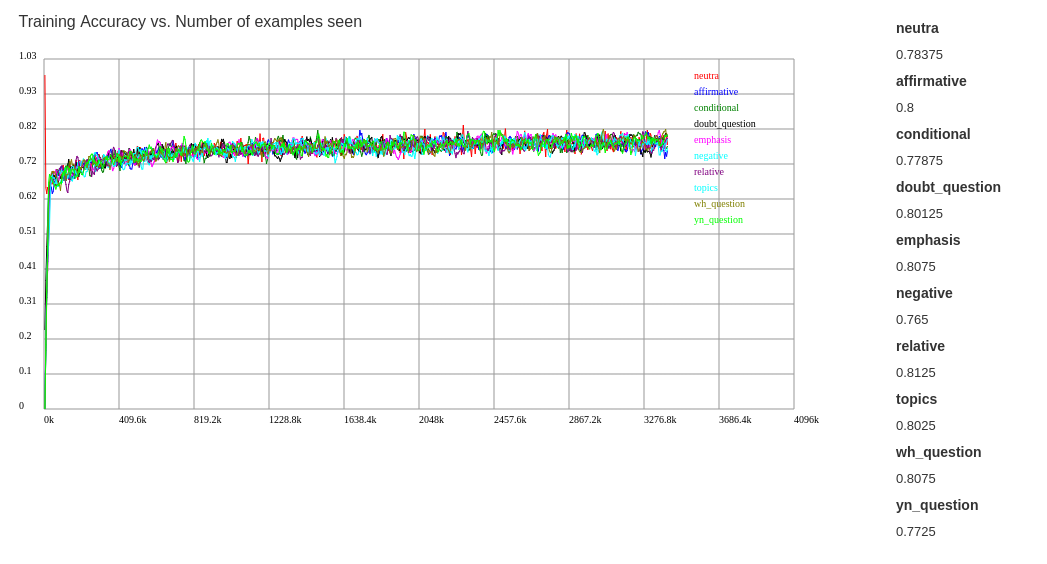 Training Accuracy vs. Number of examples seen
1.03
0.93
0.82
0.72
0.62
0.51
0.41
0.31
0.2
0.1
0
0k
409.6k
819.2k
1228.8k
1638.4k
2048k
2457.6k
2867.2k
3276.8k
3686.4k
4096k
neutra
affirmative
conditional
doubt_question
emphasis
negative
relative
topics
wh_question
yn_question
neutra
0.78375
affirmative
0.8
conditional
0.77875
doubt_question
0.80125
emphasis
0.8075
negative
0.765
relative
0.8125
topics
0.8025
wh_question
0.8075
yn_question
0.7725